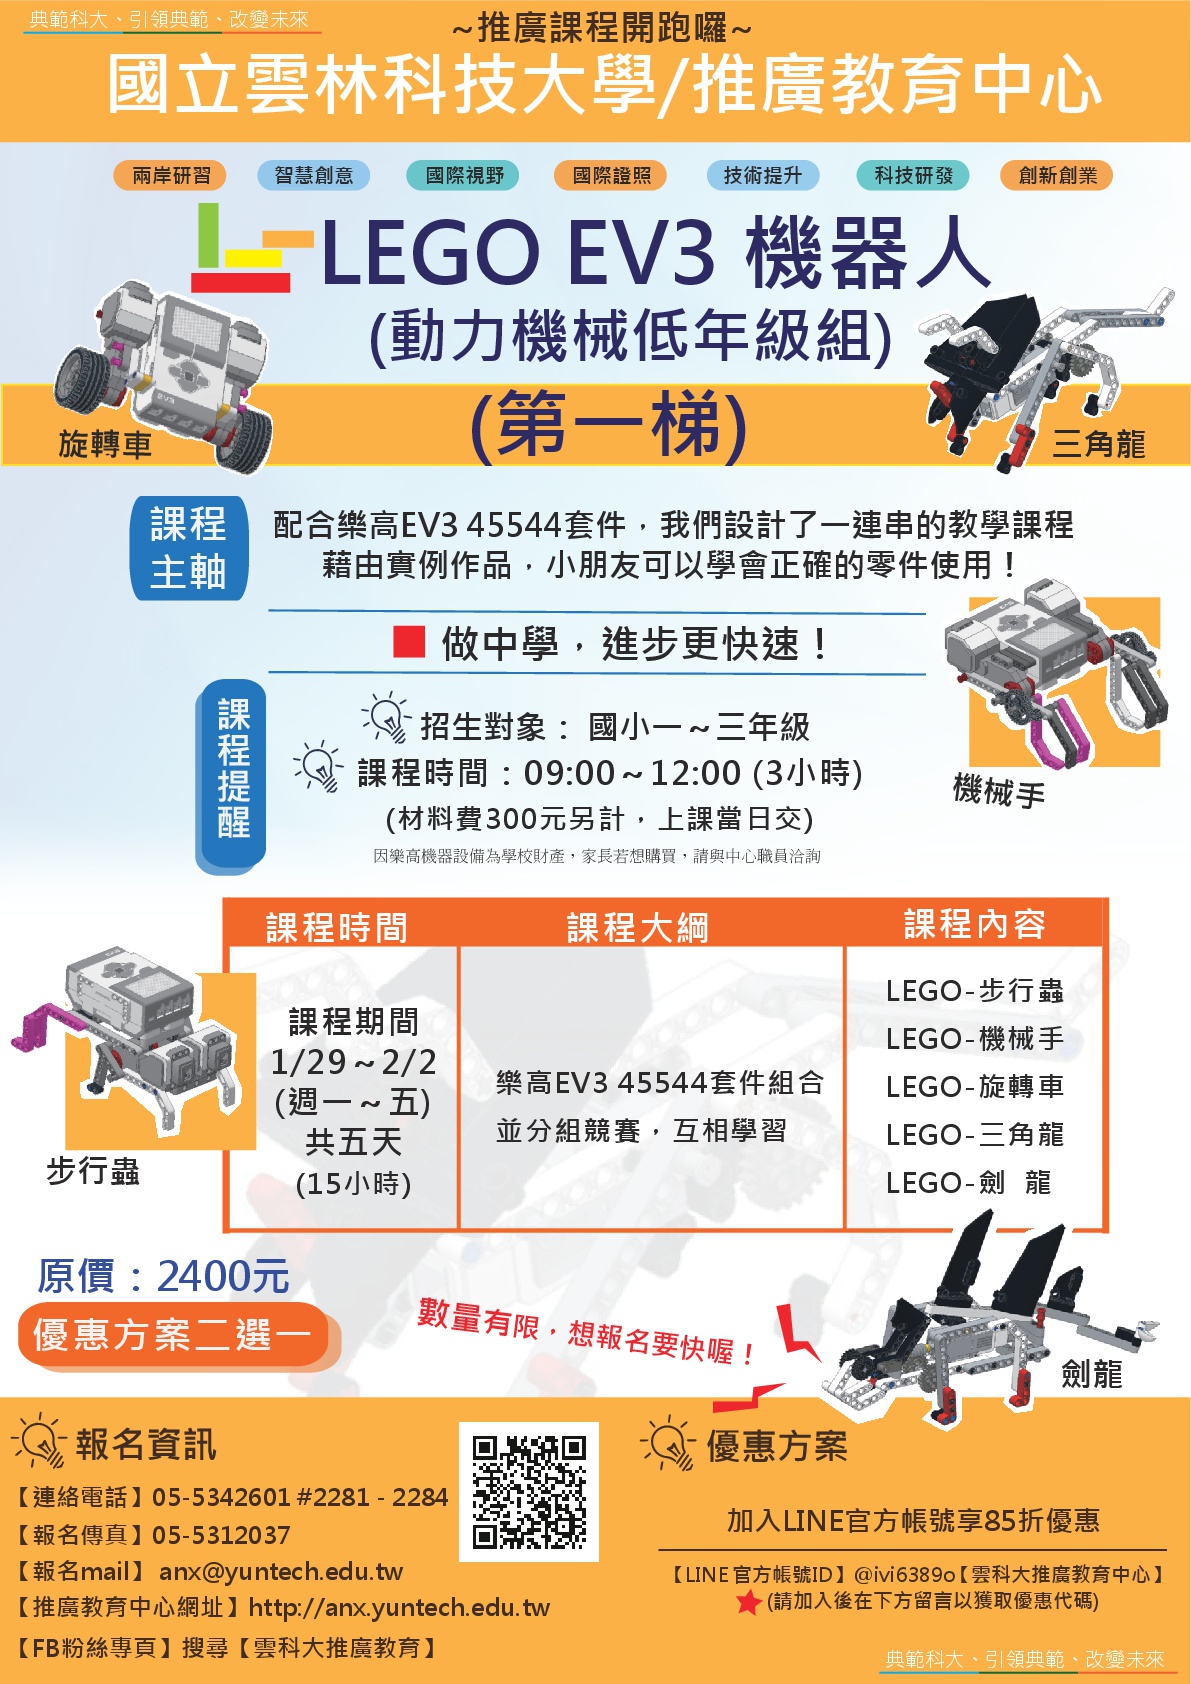 典範科大、引領典範、改變未來
~推廣課程開跑囉~
國立雲林科技大學/推廣教育中心
兩岸研習 智慧創意 國際視野 國際證照 技術提升 科技研發 創新創業
LEGO EV3 機器人
(動力機械低年級組)
(第一梯)
旋轉車
三角龍
課程主軸
配合樂高EV3 45544套件，我們設計了一連串的教學課程
藉由實例作品，小朋友可以學會正確的零件使用！
做中學，進步更快速！
課程提醒
招生對象： 國小一~三年級
課程時間：09:00~12:00 (3小時)
(材料費300元另計，上課當日交)
因樂高機器設備為學校財產，家長若想購買，請與中心職員洽詢
機械手
課程時間 課程大綱 課程內容
課程期間
1/29~2/2
(週一~五)
共五天
(15小時)
樂高EV3 45544套件組合
並分組競賽，互相學習
LEGO-步行蟲
LEGO-機械手
LEGO-旋轉車
LEGO-三角龍
LEGO-劍 龍
步行蟲
原價：2400元
優惠方案二選一
數量有限，想報名要快喔！
劍龍
報名資訊
【連絡電話】05-5342601 #2281 - 2284
【報名傳真】05-5312037
【報名mail】 anx@yuntech.edu.tw
【推廣教育中心網址】http://anx.yuntech.edu.tw
【FB粉絲專頁】搜尋【雲科大推廣教育】
優惠方案
加入LINE官方帳號享85折優惠
【LINE官方帳號ID】@ivi6389o【雲科大推廣教育中心】
(請加入後在下方留言以獲取優惠代碼)
典範科大、引領典範、改變未來